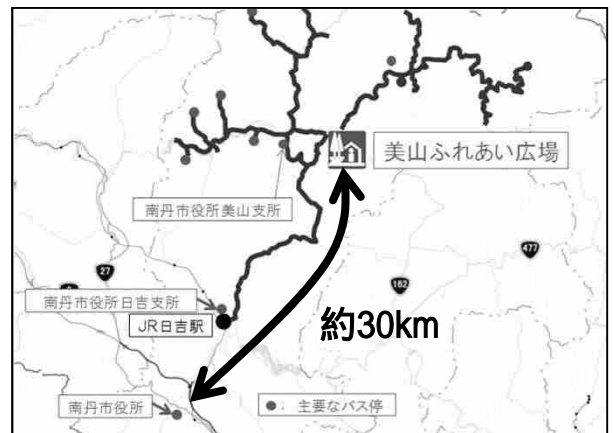 美山ふれあい広場
南丹市役所美山支所
477
27
162
南丹市役所日吉支所
JR日吉駅
約30km
南丹市役所
●： 主要なバス停